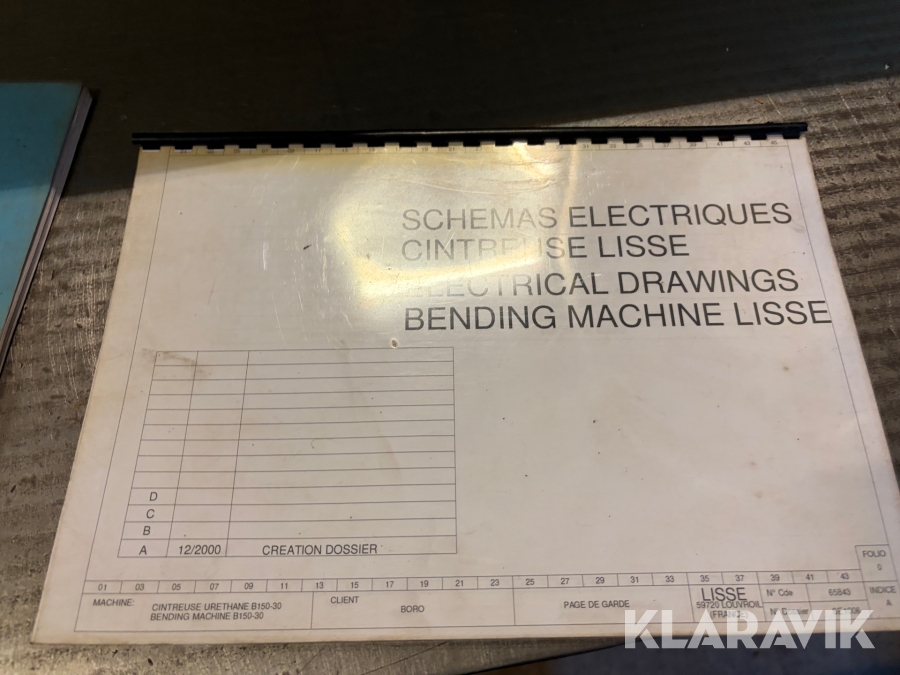 SCHEMAS ELECTRIQUES
CINTREUSE LISSE
ELECTRICAL DRAWINGS
BENDING MACHINE LISSE
D
C
B
A 12/2000 CREATION DOSSIER
FOLIO
0
01 03 05 07 09 11 13 15 17 19 21 23 25 27 29 31 33 35 37 39 41 43
INDICE
A
MACHINE: CINTREUSE URETHANE B150-30
BENDING MACHINE B150-30
CLIENT
BORO
PAGE DE GARDE
LISSE
59720 LOUVROIL
(FRANCE)
N° Cde 65843
N° Dossier
KLARAVIK